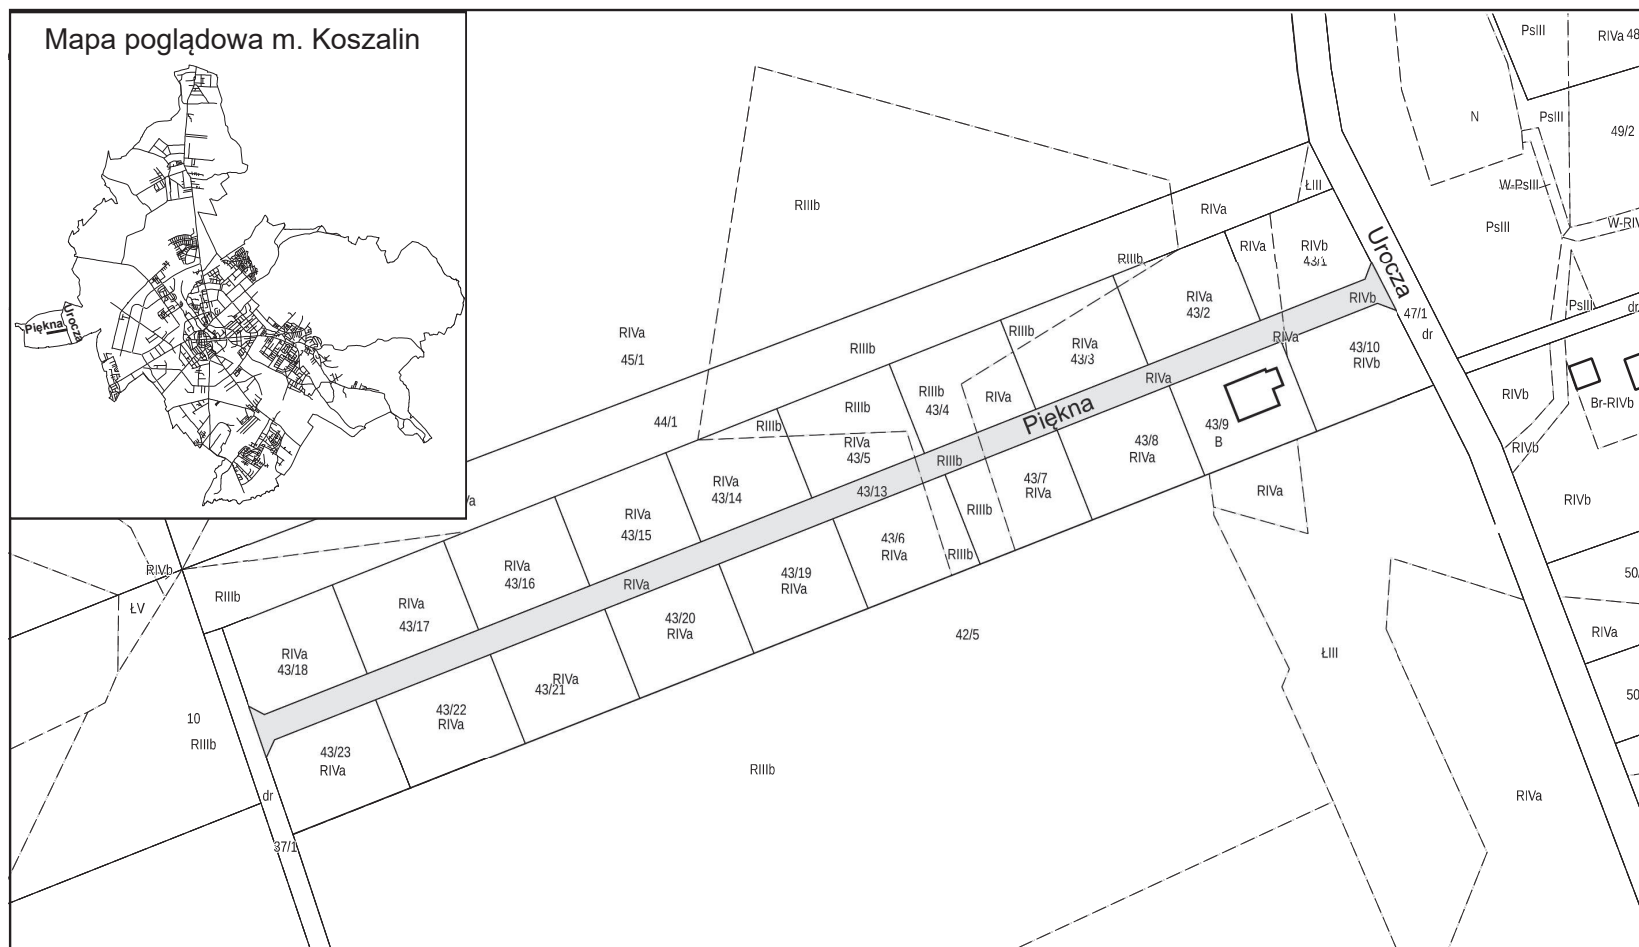 Mapa poglądowa m. Koszalin
Piękna
Urocza
PsIII
RIVa 48
N
PsIII
49/2
W-PsIII
PsIII
W-RIV
PsIII
dr
RIIIb
ŁIII
RIVa
RIIIb
RIVa
RIVb
43/1
Urocza
RIVb
47/1
dr
RIVa
43/2
RIVa
RIVa
45/1
RIIIb
RIIIb
RIVa
43/3
RIVa
43/10
RIVb
RIVb
Br-RIVb
RIIIb
43/4
RIVa
Piękna
44/1
RIIIb
RIIIb
RIVa
43/5
RIIIb
43/8
RIVa
43/9
B
RIVb
RIVa
43/14
43/13
43/7
RIVa
RIVa
RIVb
RIVa
43/15
RIIIb
43/6
RIVa
RIIIb
RIVb
RIVa
43/16
RIVa
43/19
RIVa
50/
ŁV
RIIIb
RIVa
43/17
43/20
RIVa
42/5
RIVa
RIVa
43/18
ŁIII
RIVa
43/21
50
10
RIIIb
43/22
RIVa
43/23
RIVa
RIIIb
dr
RIVa
37/1